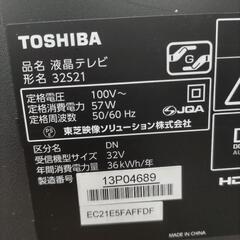 TOSHIBA
品名 液晶テレビ
形名 32S21
定格電圧 100V～
定格消費電力 57W
定格周波数 50/60 Hz
JQA
東芝映像ソリューション株式会社
区分名 DN
受信機型サイズ 32V
年間消費電力量 36kWh/年
製造番号
13P04689
EC21E5FAFFDF
MADE IN CHINA